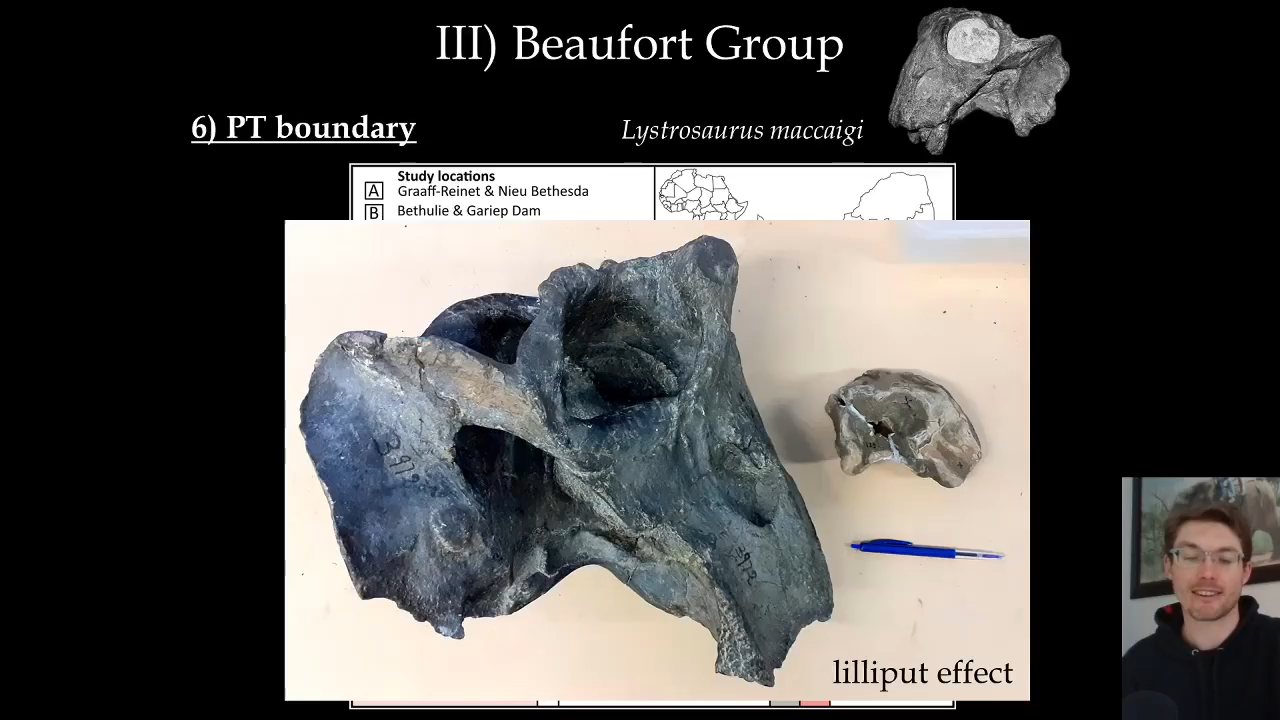 III) Beaufort Group
6) PT boundary
Lystrosaurus maccaigi
Study locations
A Graaff-Reinet & Nieu Bethesda
B Bethulie & Gariep Dam
lilliput effect